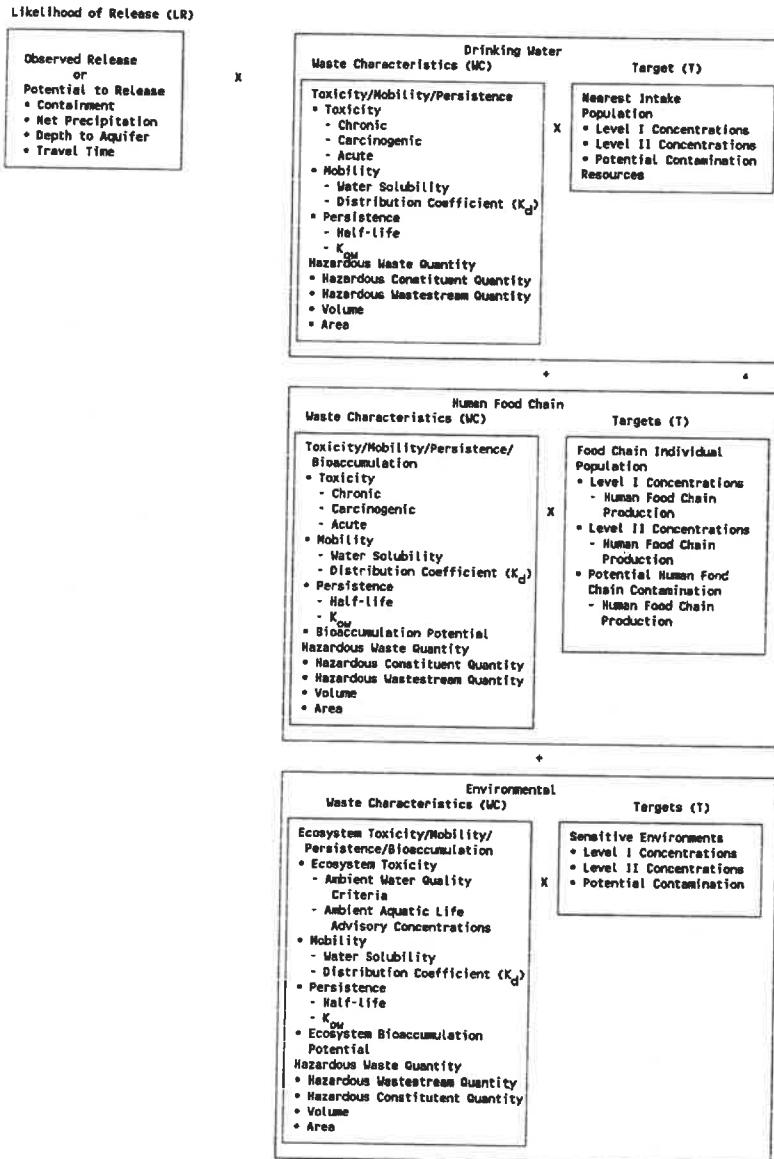 Likelihood of Release (LR)
Observed Release
or
Potential to Release
• Containment
• Net Precipitation
• Depth to Aquifer
• Travel Time
X
Drinking Water
Waste Characteristics (WC)
Toxicity/Mobility/Persistence
• Toxicity
- Chronic
- Carcinogenic
- Acute
• Mobility
- Water Solubility
- Distribution Coefficient (Kd)
• Persistence
- Half-life
- Kow
Hazardous Waste Quantity
• Hazardous Constituent Quantity
• Hazardous Wastestream Quantity
• Volume
• Area
X
Target (T)
Nearest Intake
Population
• Level I Concentrations
• Level II Concentrations
• Potential Contamination
Resources
+
Human Food Chain
Waste Characteristics (WC)
Toxicity/Mobility/Persistence/
Bioaccumulation
• Toxicity
- Chronic
- Carcinogenic
- Acute
• Mobility
- Water Solubility
- Distribution Coefficient (Kd)
• Persistence
- Half-life
- Kow
• Bioaccumulation Potential
Hazardous Waste Quantity
• Hazardous Constituent Quantity
• Hazardous Wastestream Quantity
• Volume
• Area
X
Targets (T)
Food Chain Individual
Population
• Level I Concentrations
- Human Food Chain
Production
• Level II Concentrations
- Human Food Chain
Production
• Potential Human Food
Chain Contamination
- Human Food Chain
Production
+
Environmental
Waste Characteristics (WC)
Ecosystem Toxicity/Mobility/
Persistence/Bioaccumulation
• Ecosystem Toxicity
- Ambient Water Quality
Criteria
- Ambient Aquatic Life
Advisory Concentrations
• Mobility
- Water Solubility
- Distribution Coefficient (Kd)
• Persistence
- Half-life
- Kow
• Ecosystem Bioaccumulation
Potential
Hazardous Waste Quantity
• Hazardous Wastestream Quantity
• Hazardous Constitutent Quantity
• Volume
• Area
X
Targets (T)
Sensitive Environments
• Level I Concentrations
• Level II Concentrations
• Potential Contamination